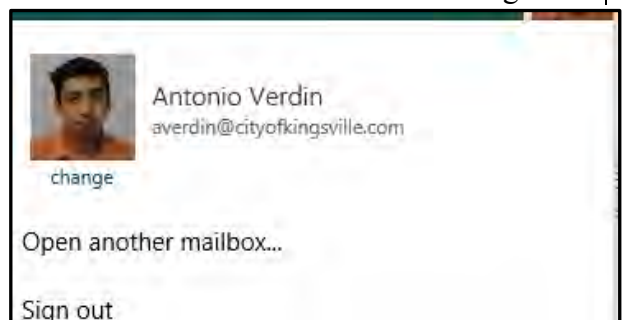 Antonio Verdin
averdin@cityofkingsville.com
change
Open another mailbox...
Sign out